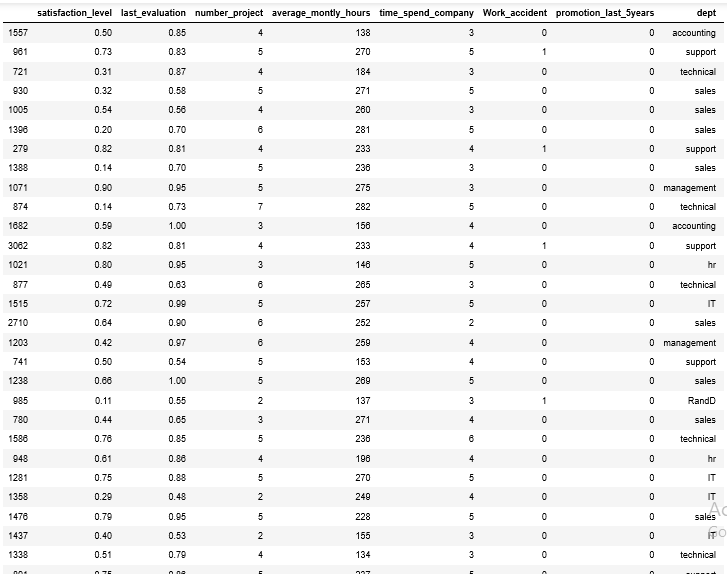 satisfaction_level last_evaluation number_project average_montly_hours time_spend_company Work_accident promotion_last_5years dept
1557 0.50 0.85 4 138 3 0 0 accounting
961 0.73 0.83 5 270 5 1 0 support
721 0.31 0.87 4 184 3 0 0 technical
930 0.32 0.58 5 271 5 0 0 sales
1005 0.54 0.56 4 260 3 0 0 sales
1396 0.20 0.70 6 281 5 0 0 sales
279 0.82 0.81 4 233 4 1 0 support
1388 0.14 0.70 5 236 3 0 0 sales
1071 0.90 0.95 5 275 3 0 0 management
874 0.14 0.73 7 282 5 0 0 technical
1682 0.59 1.00 3 156 4 0 0 accounting
3062 0.82 0.81 4 233 4 1 0 support
1021 0.80 0.95 3 146 5 0 0 hr
877 0.49 0.63 6 265 3 0 0 technical
1515 0.72 0.99 5 257 5 0 0 IT
2710 0.64 0.90 6 252 2 0 0 sales
1203 0.42 0.97 6 259 4 0 0 management
741 0.50 0.54 5 153 4 0 0 support
1238 0.66 1.00 5 269 5 0 0 sales
985 0.11 0.55 2 137 3 1 0 RandD
780 0.44 0.65 3 271 4 0 0 sales
1586 0.76 0.85 5 236 6 0 0 technical
948 0.61 0.86 4 196 4 0 0 hr
1281 0.75 0.88 5 270 5 0 0 IT
1358 0.29 0.48 2 249 4 0 0 IT
1476 0.79 0.95 5 228 5 0 0 sales
1437 0.40 0.53 2 155 3 0 0 IT
1338 0.51 0.79 4 134 3 0 0 technical